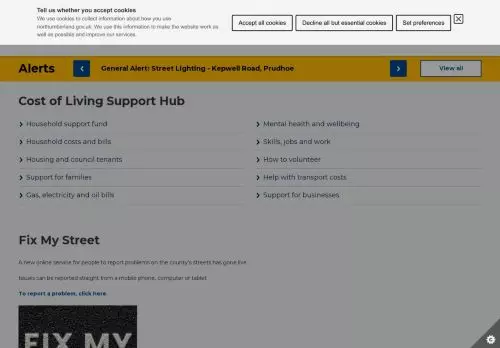 Tell us whether you accept cookies
We use cookies to collect information about how you use
northumberland.gov.uk. We use this information to make the website work as
well as possible and improve our services.
Accept all cookies
Decline all but essential cookies
Set preferences
Alerts
General Alert: Street Lighting - Kepwell Road, Prudhoe
View all
Cost of Living Support Hub
Household support fund
Mental health and wellbeing
Household costs and bills
Skills, jobs and work
Housing and council tenants
How to volunteer
Support for families
Help with transport costs
Gas, electricity and oil bills
Support for businesses
Fix My Street
A new online service for people to report problems on the county's streets has gone live.
Issues can be reported straight from a mobile phone, computer or tablet
To report a problem, click here.
FIX MY